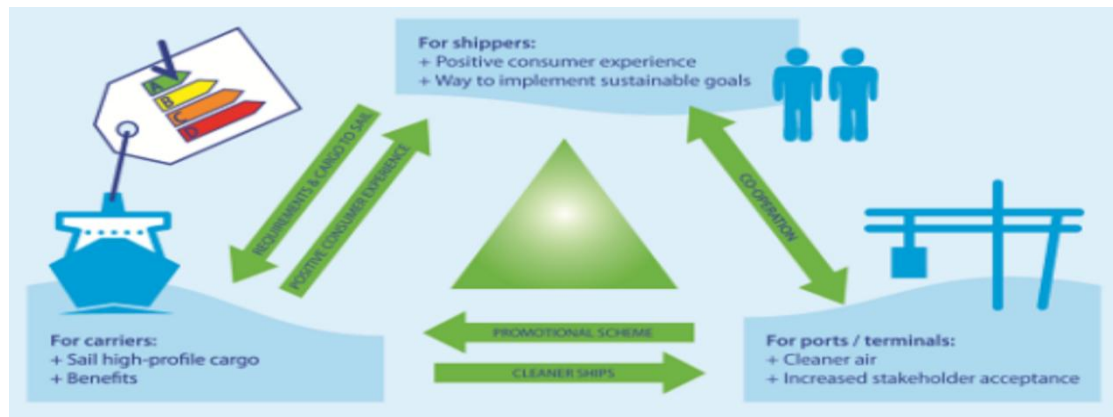 For shippers:
+ Positive consumer experience
+ Way to implement sustainable goals
A
B
C
D
REQUIREMENTS & CARGO TO SAIL
POSITIVE CONSUMER EXPERIENCE
CO-OPERATION
PROMOTIONAL SCHEME
CLEANER SHIPS
For carriers:
+ Sail high-profile cargo
+ Benefits
For ports / terminals:
+ Cleaner air
+ Increased stakeholder acceptance